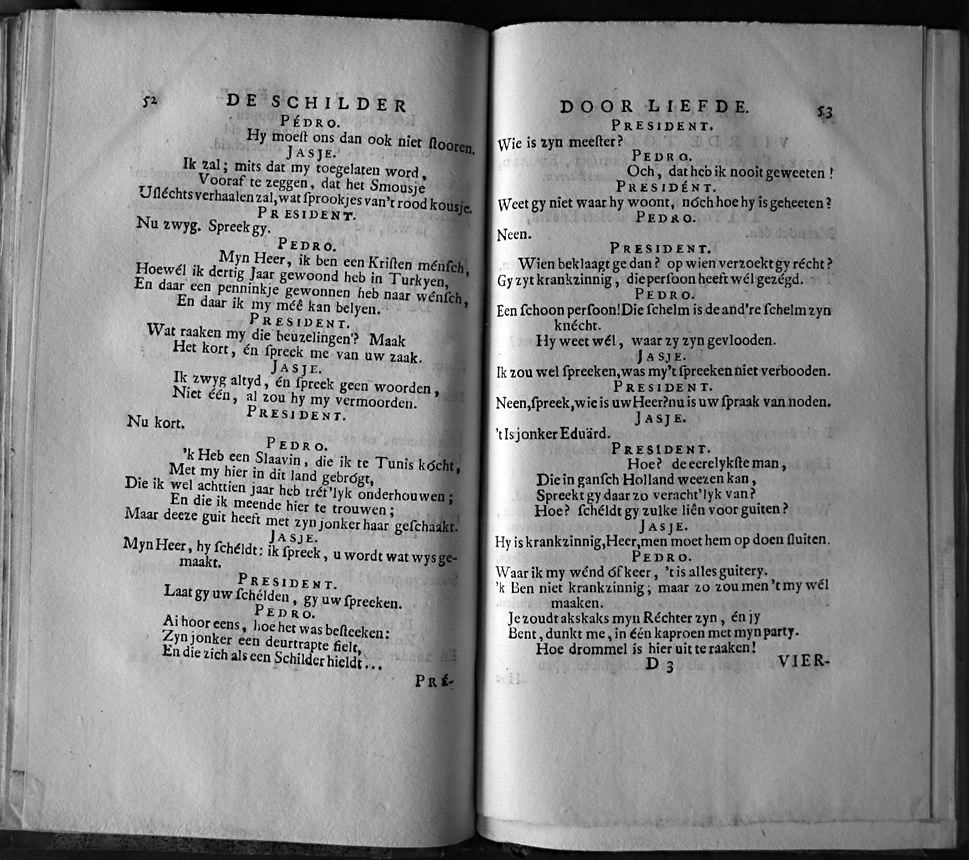 52 DE SCHILDER
PÉDRO.
Hy moeſt ons dan ook niet ſtooren.
JASJE.
Ik zal; mits dat my toegelaten word,
Vooraf te zeggen, dat het Smousje
Uſléchts verhaalen zal, wat ſprookjes van't rood kousje.
PRESIDENT.
Nu zwyg. Spreek gy.
PEDRO.
Myn Heer, ik ben een Kriſten ménſch,
Hoewél ik dertig Jaar gewoond heb in Turkyen,
En daar een penninkje gewonnen heb naar wénſch,
En daar ik my méê kan belyen.
PRESIDENT.
Wat raaken my die beuzelingen? Maak
Het kort, én ſpreek me van uw zaak.
JASJE.
Ik zwyg altyd, én ſpreek geen woorden,
Niet één, al zou hy my vermoorden.
PRESIDENT.
Nu kort.
PEDRO.
'k Heb een Slaavin, die ik te Tunis kócht,
Met my hier in dit land gebrógt,
Die ik wel achttien jaar heb trét'lyk onderhouwen;
En die ik meende hier te trouwen;
Maar deeze guit heeft met zyn jonker haar geſchaakt.
JASJE.
Myn Heer, hy ſchéldt: ik ſpreek, u wordt wat wys ge-
maakt.
PRESIDENT.
Laat gy uw ſchélden, gy uw ſpreeken.
PEDRO.
Ai hoor eens, hoe het was beſteeken:
Zyn jonker een deurtrapte fielt,
En die zich als een Schilder hieldt...
PRÉ-
DOOR LIEFDE. 53
PRESIDENT.
Wie is zyn meeſter?
PEDRO.
Och, dat heb ik nooit geweeten!
PRESIDÉNT.
Weet gy niet waar hy woont, nóch hoe hy is geheeten?
PEDRO.
Neen.
PRESIDENT.
Wien beklaagt ge dan? op wien verzoekt gy récht?
Gy zyt krankzinnig, die perſoon heeft wél gezégd.
PEDRO.
Een ſchoon perſoon! Die ſchelm is de and're ſchelm zyn
knécht.
Hy weet wél, waar zy zyn gevlooden.
JASJE.
Ik zou wel ſpreeken, was my't ſpreeken niet verbooden.
PRESIDENT.
Neen, ſpreek, wie is uw Heer? nu is uw ſpraak van noden.
JASJE.
't Is jonker Eduärd.
PRESIDENT.
Hoe? de eerelykſte man,
Die in ganſch Holland weezen kan,
Spreekt gy daar zo veracht'lyk van?
Hoe? ſchéldt gy zulke liên voor guiten?
JASJE.
Hy is krankzinnig, Heer, men moet hem op doen ſluiten.
PEDRO.
Waar ik my wénd óf keer, 't is alles guitery.
'k Ben niet krankzinnig; maar zo zou men 't my wél
maaken.
Je zoudt akskaks myn Réchter zyn, én jy
Bent, dunkt me, in één kaproen met myn party.
Hoe drommel is hier uit te raaken!
D 3 VIER-